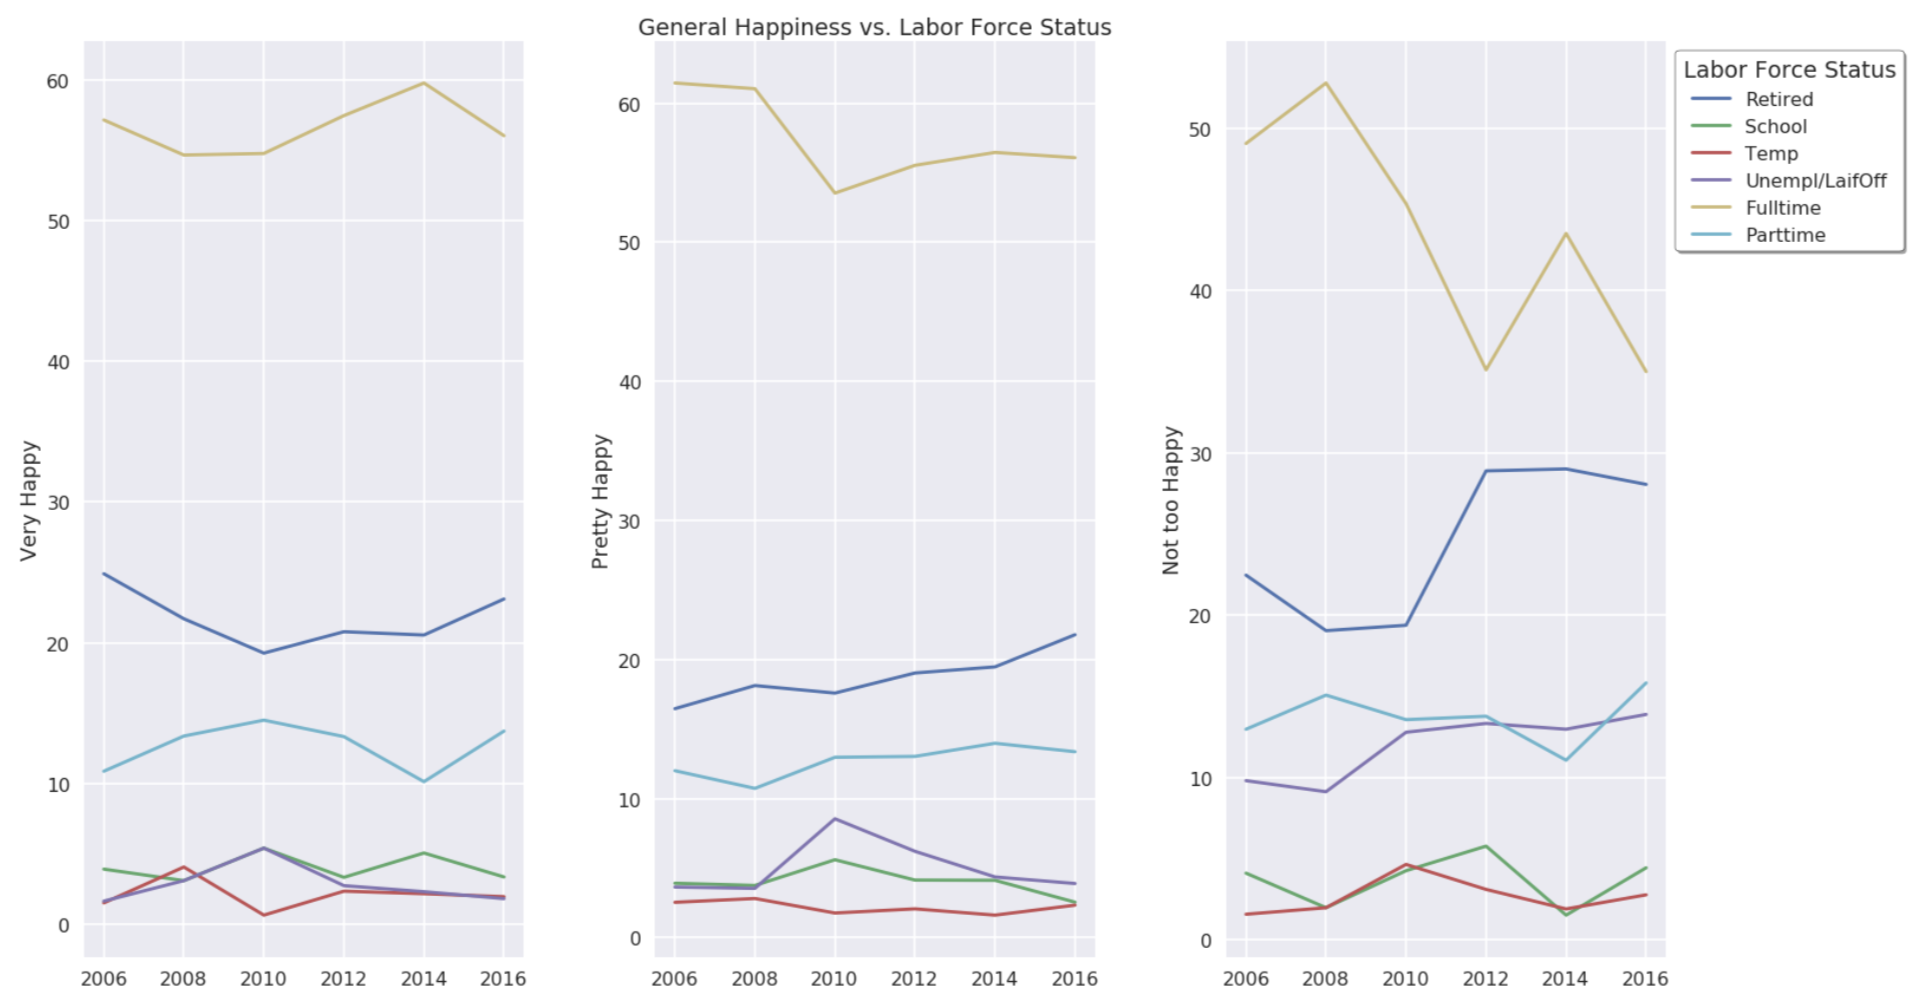 General Happiness vs. Labor Force Status
Very Happy
60
50
40
30
20
10
0
2006 2008 2010 2012 2014 2016
Pretty Happy
60
50
40
30
20
10
0
2006 2008 2010 2012 2014 2016
Not too Happy
50
40
30
20
10
0
2006 2008 2010 2012 2014 2016
Labor Force Status
Retired
School
Temp
Unempl/LaifOff
Fulltime
Parttime